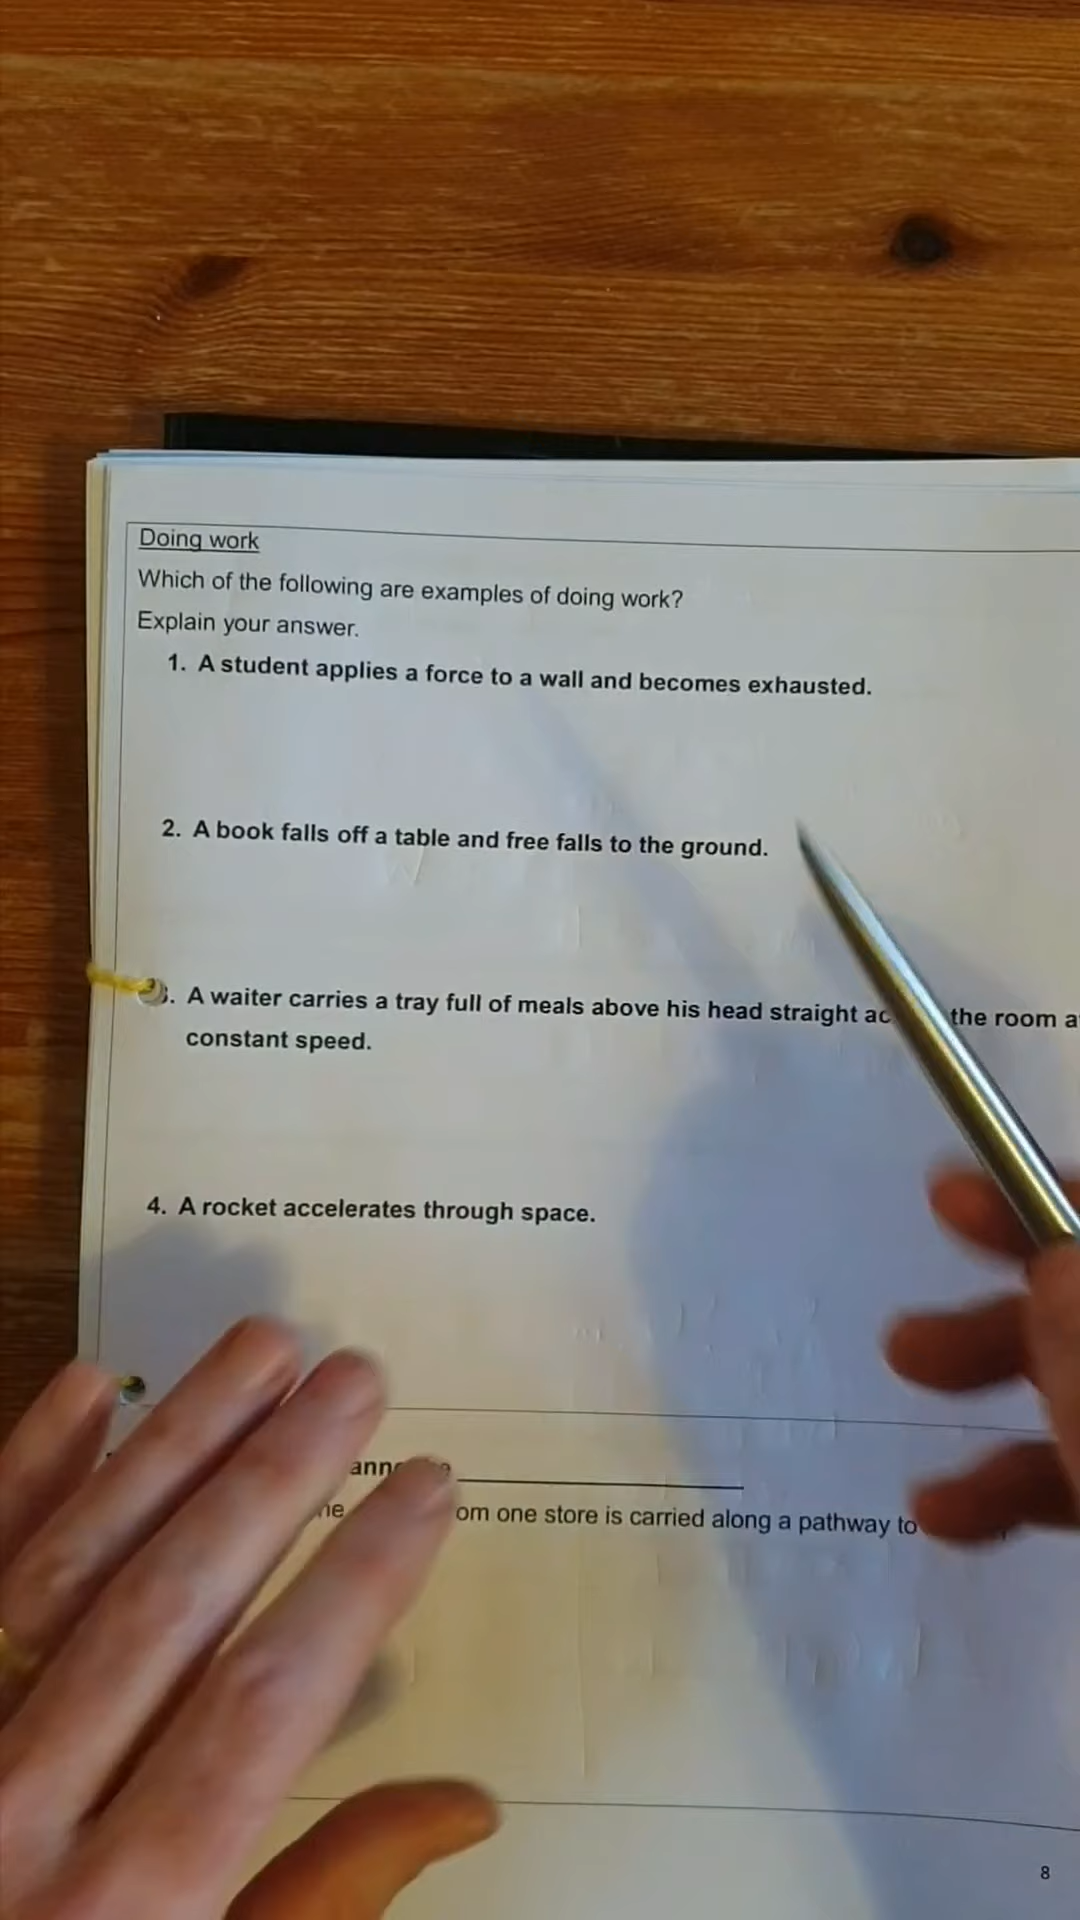 Doing work
Which of the following are examples of doing work?
Explain your answer.
1. A student applies a force to a wall and becomes exhausted.
2. A book falls off a table and free falls to the ground.
. A waiter carries a tray full of meals above his head straight ac the room a
constant speed.
4. A rocket accelerates through space.
om one store is carried along a pathway to
8